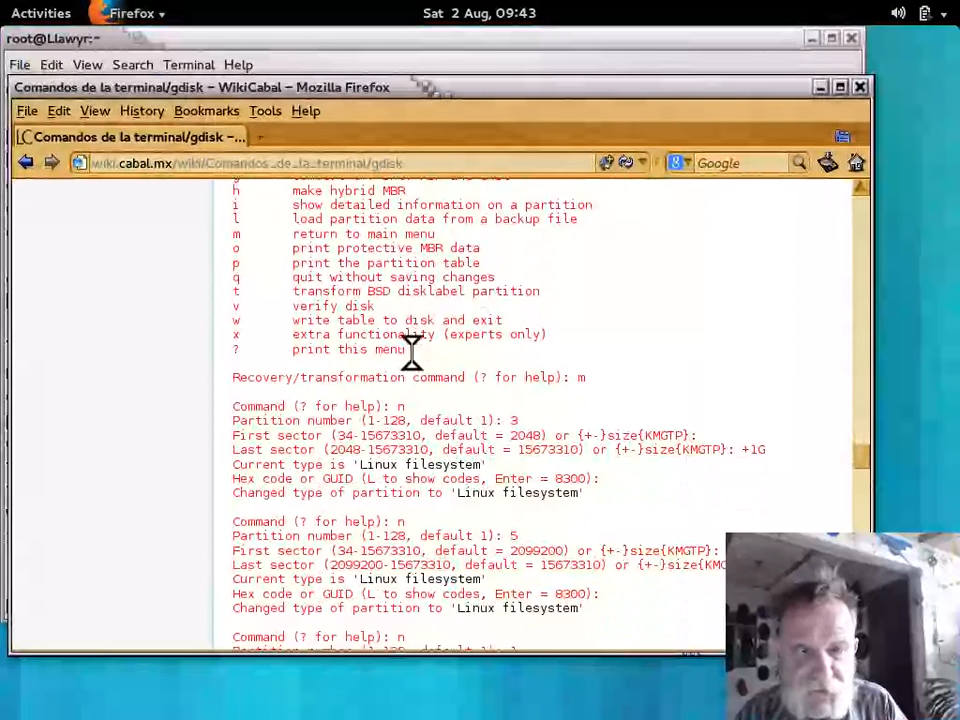 Activities Firefox Sat 2 Aug, 09:43
root@Llawyr:~
File Edit View Search Terminal Help
Comandos de la terminal/gdisk – WikiCabal – Mozilla Firefox
File Edit View History Bookmarks Tools Help
Comandos de la terminal/gdisk –...
wiki.cabal.mx/wiki/Comandos_de_la_terminal/gdisk Google
h make hybrid MBR
i show detailed information on a partition
l load partition data from a backup file
m return to main menu
o print protective MBR data
p print the partition table
q quit without saving changes
t transform BSD disklabel partition
v verify disk
w write table to disk and exit
x extra functionality (experts only)
? print this menu
Recovery/transformation command (? for help): m
Command (? for help): n
Partition number (1-128, default 1): 3
First sector (34-15673310, default = 2048) or {+-}size{KMGTP}:
Last sector (2048-15673310, default = 15673310) or {+-}size{KMGTP}: +1G
Current type is 'Linux filesystem'
Hex code or GUID (L to show codes, Enter = 8300):
Changed type of partition to 'Linux filesystem'
Command (? for help): n
Partition number (1-128, default 1): 5
First sector (34-15673310, default = 2099200) or {+-}size{KMGTP}:
Last sector (2099200-15673310, default = 15673310) or {+-}size{KMG
Current type is 'Linux filesystem'
Hex code or GUID (L to show codes, Enter = 8300):
Changed type of partition to 'Linux filesystem'
Command (? for help): n